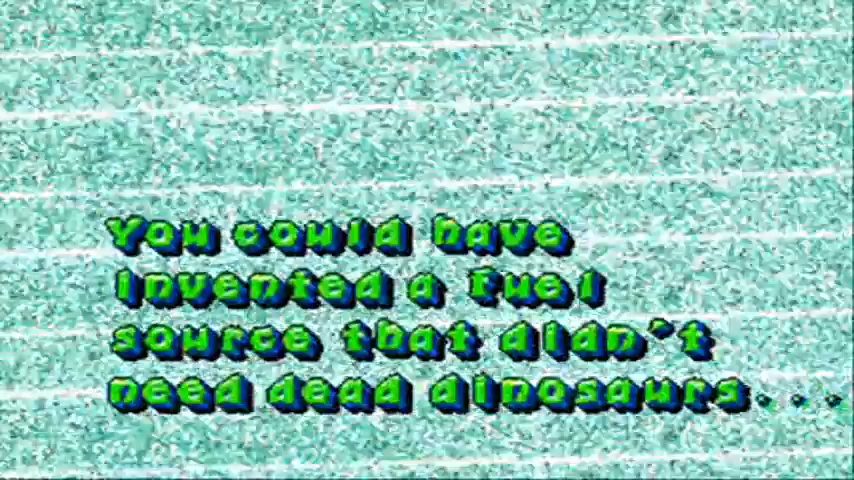 You could have
invented a fuel
source that didn't
need dead dinosaurs...